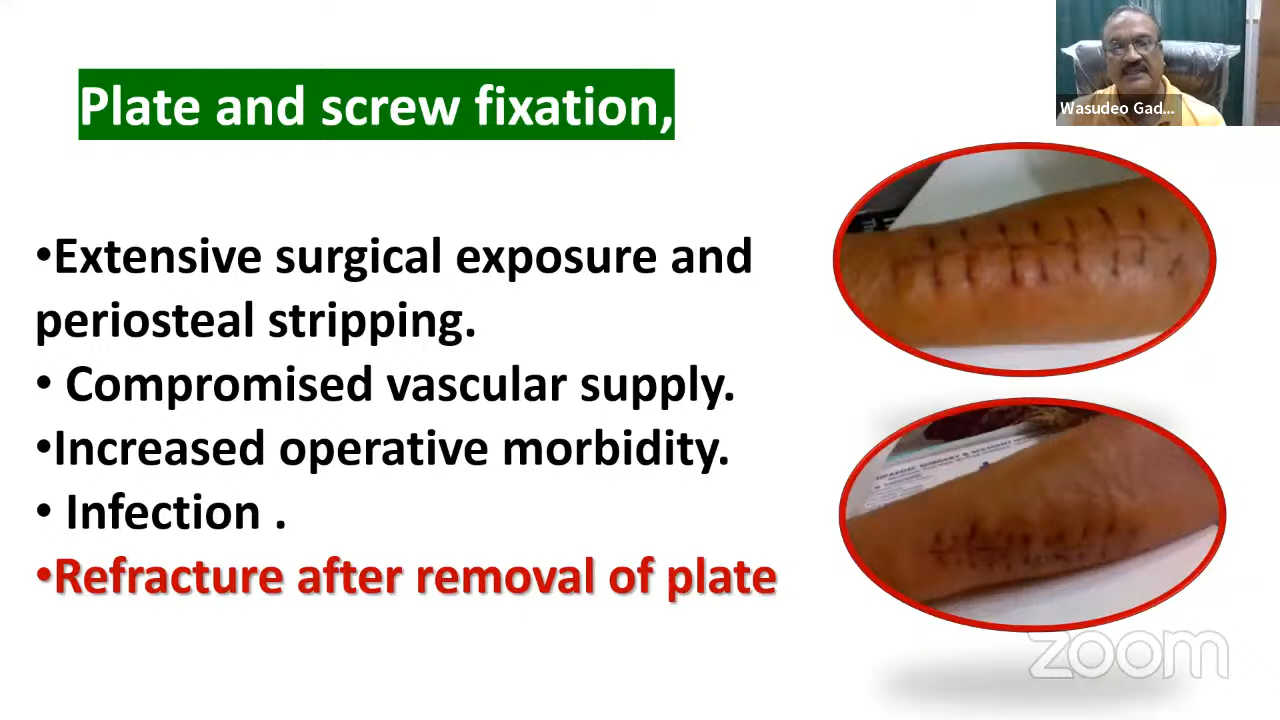 Plate and screw fixation,
Wasudeo Gad...
•Extensive surgical exposure and
periosteal stripping.
• Compromised vascular supply.
•Increased operative morbidity.
• Infection .
•Refracture after removal of plate
zoom